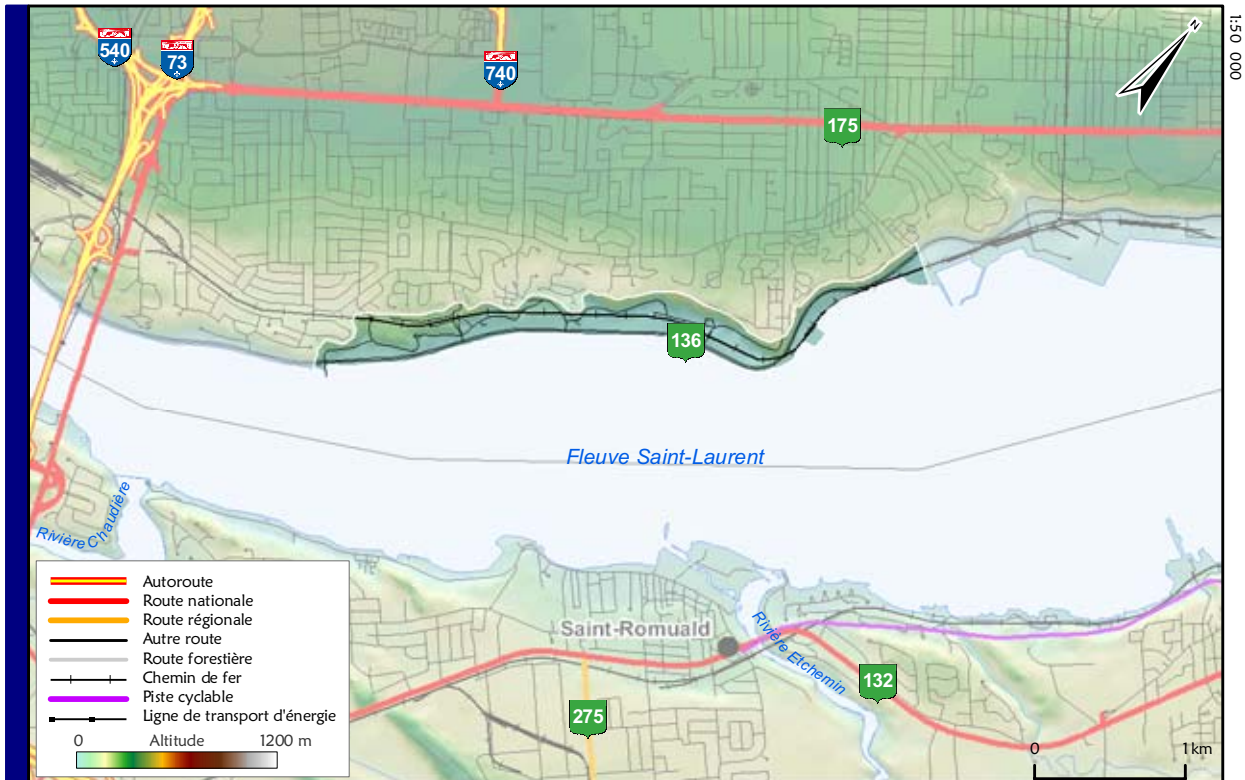 1:50 000
N
540
73
740
175
136
Fleuve Saint-Laurent
Rivière Chaudière
Saint-Romuald
Rivière Etchemin
132
275
Autoroute
Route nationale
Route régionale
Autre route
Route forestière
Chemin de fer
Piste cyclable
Ligne de transport d'énergie
0 Altitude 1200 m
0 1 km